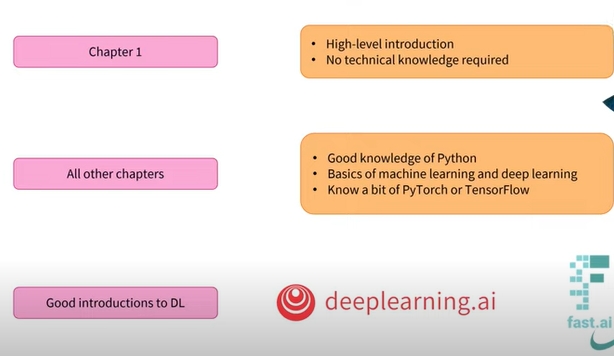 Chapter 1
• High-level introduction
• No technical knowledge required
All other chapters
• Good knowledge of Python
• Basics of machine learning and deep learning
• Know a bit of PyTorch or TensorFlow
Good introductions to DL
deeplearning.ai
fast.ai